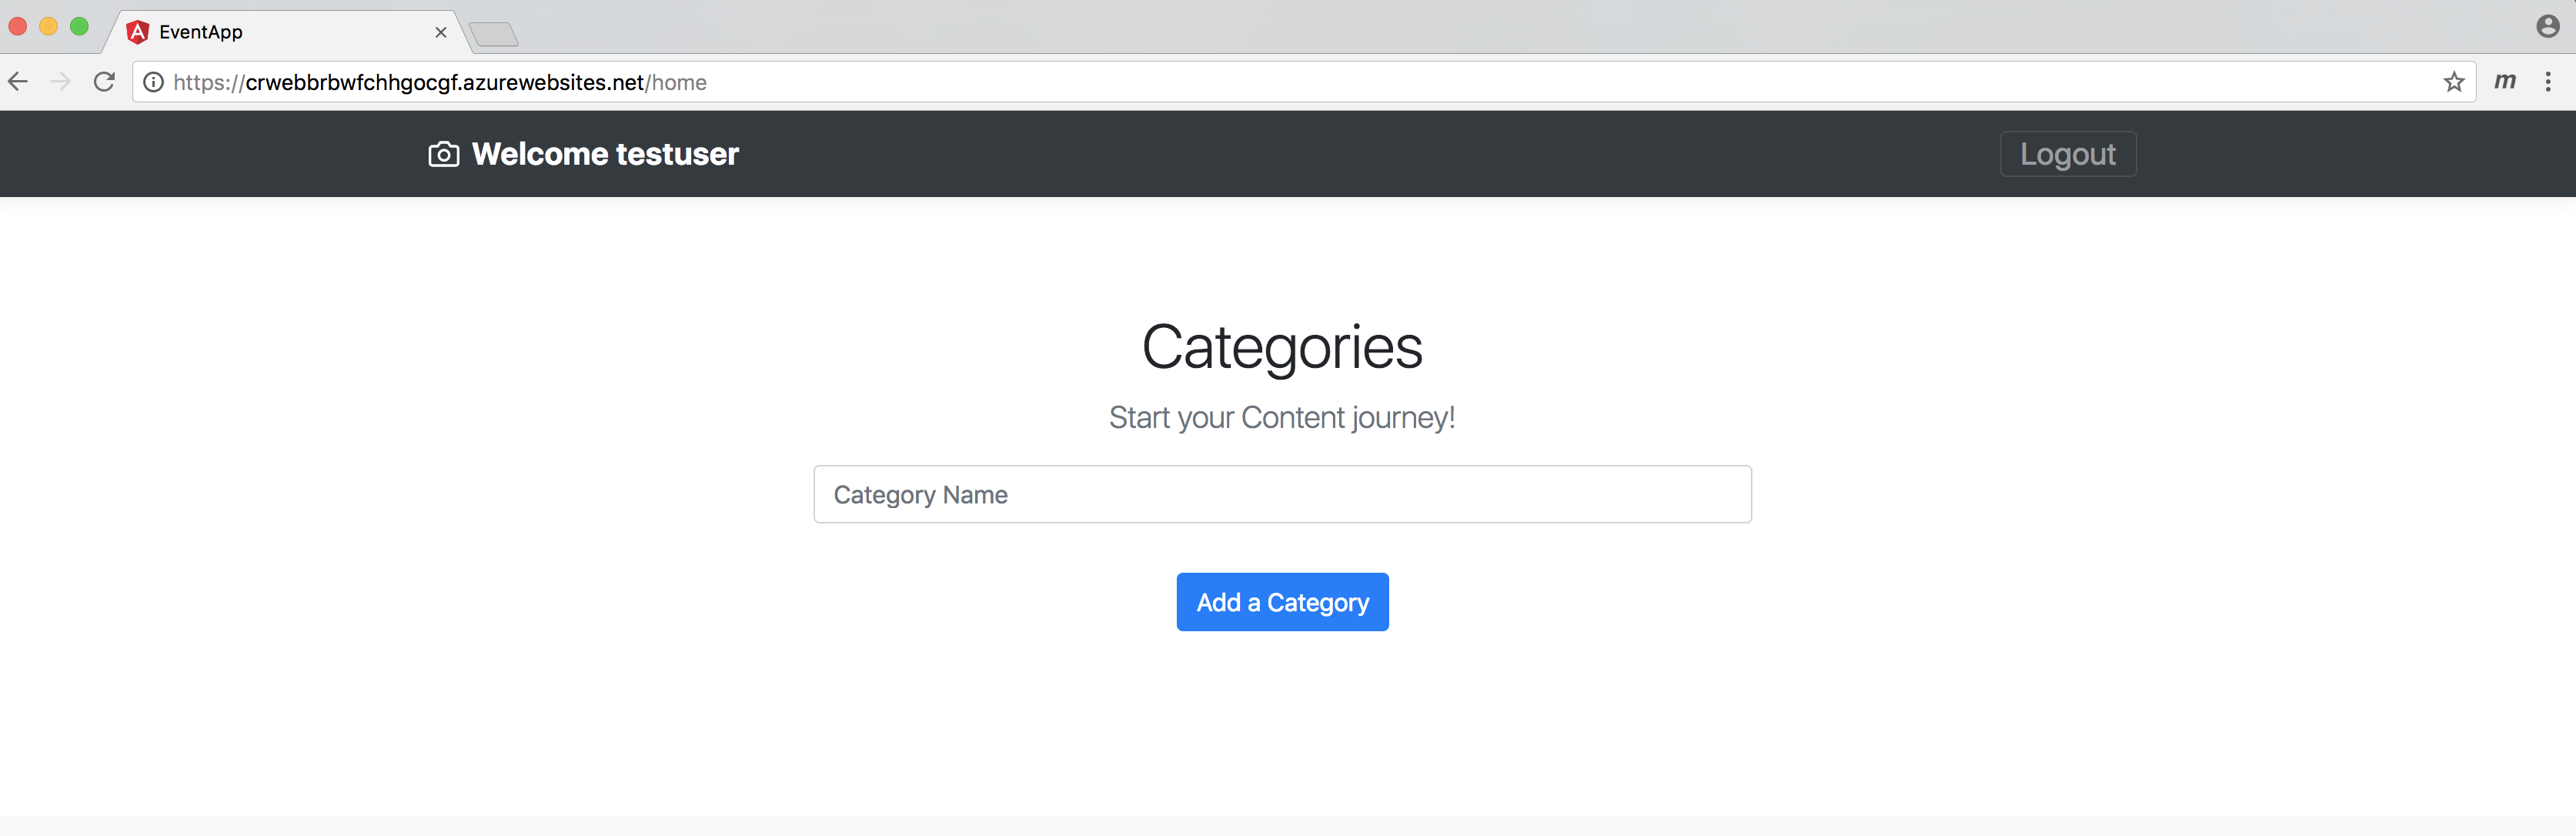 EventApp
https://crwebbrbwfchhgocgf.azurewebsites.net/home
m
Welcome testuser
Logout
Categories
Start your Content journey!
Category Name
Add a Category